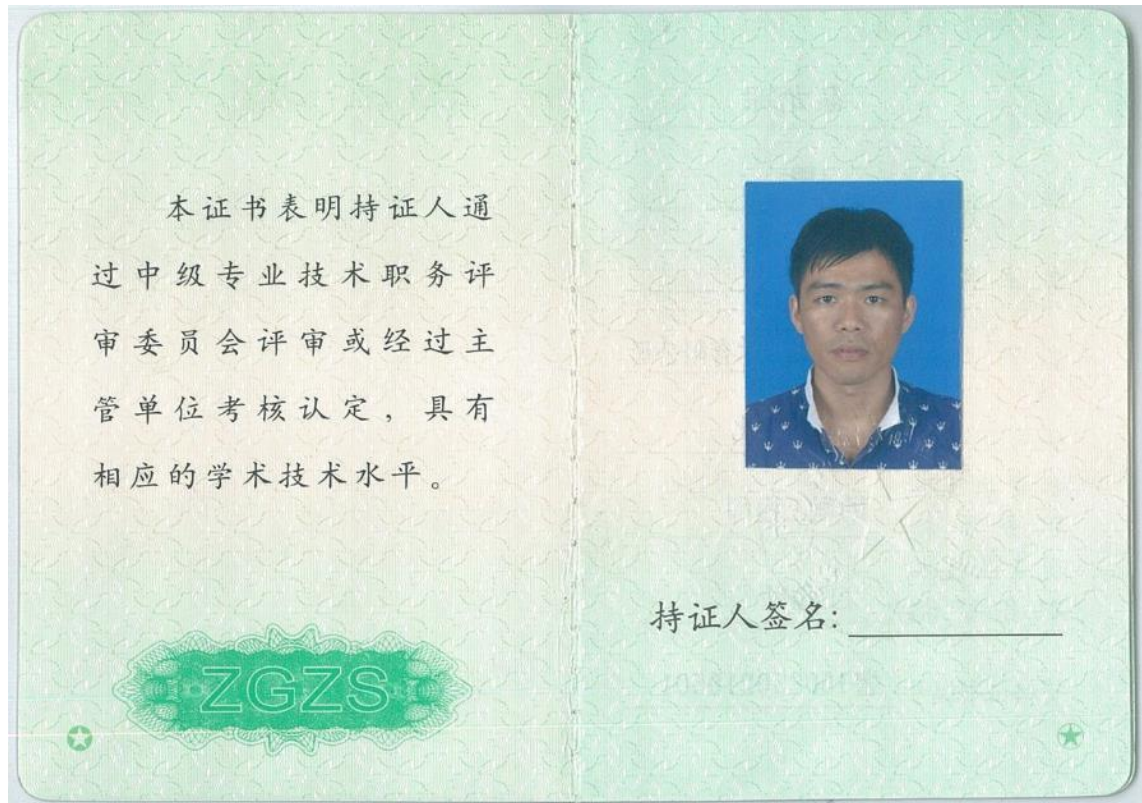 本证书表明持证人通
过中级专业技术职务评
审委员会评审或经过主
管单位考核认定，具有
相应的学术技术水平。
ZGZS
持证人签名: